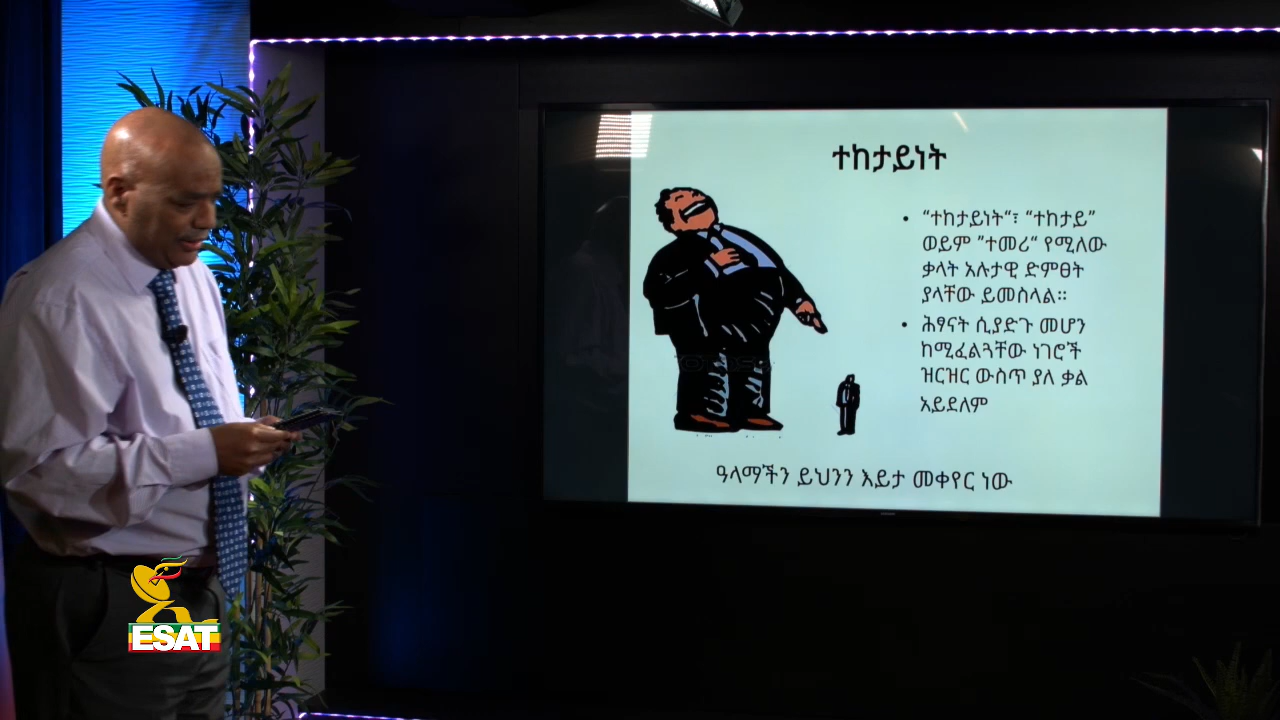 ተከታይነት
• “ተከታይነት“፣ “ተከታይ”
ወይም ”ተመሪ“ የሚለው
ቃላት አሉታዊ ድምፀት
ያላቸው ይመስላል።
• ሕፃናት ሲያድጉ መሆን
ከሚፈልጓቸው ነገሮች
ዝርዝር ውስጥ ያለ ቃል
አይደለም
ዓላማችን ይህንን እይታ መቀየር ነው
ESAT